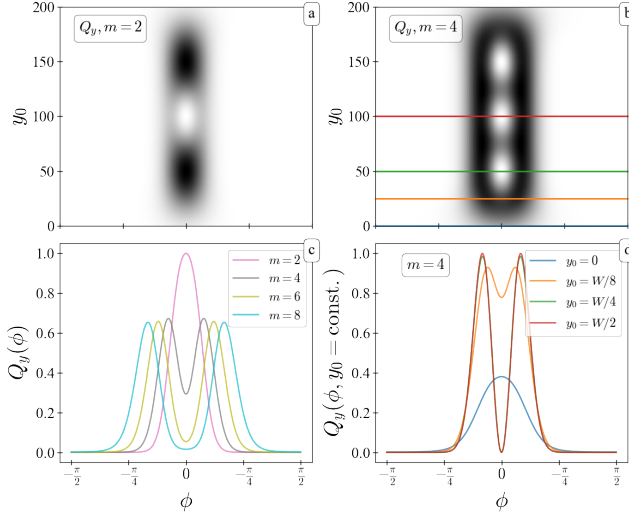 a
Q_y, m = 2
y_0
200
150
100
50
0
b
Q_y, m = 4
y_0
200
150
100
50
0
c
m = 2
m = 4
m = 6
m = 8
Q_y(ϕ)
1.0
0.8
0.6
0.4
0.2
0.0
−π/2
−π/4
0
−π/4
π/2
ϕ
d
m = 4
y_0 = 0
y_0 = W/8
y_0 = W/4
y_0 = W/2
Q_y(ϕ, y_0 = const. )
1.0
0.8
0.6
0.4
0.2
0.0
−π/2
−π/4
0
−π/4
π/2
ϕ